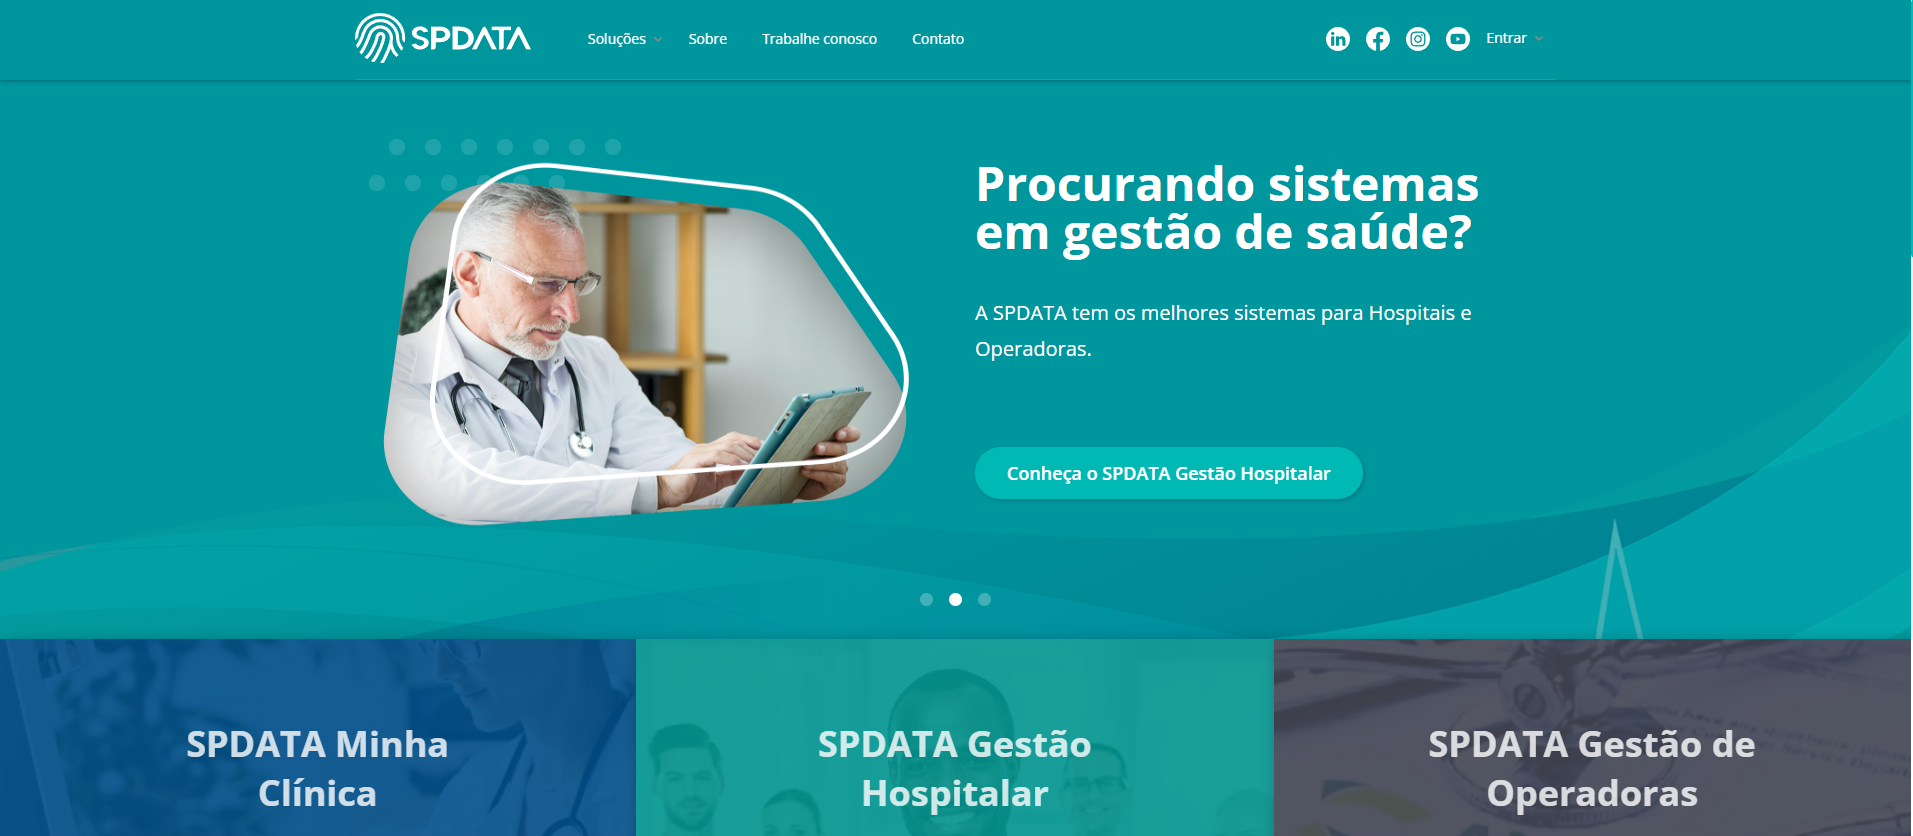 SPDATA
Soluções
Sobre
Trabalhe conosco
Contato
Entrar
Procurando sistemas
em gestão de saúde?
A SPDATA tem os melhores sistemas para Hospitais e
Operadoras.
Conheça o SPDATA Gestão Hospitalar
SPDATA Minha
Clínica
SPDATA Gestão
Hospitalar
SPDATA Gestão de
Operadoras